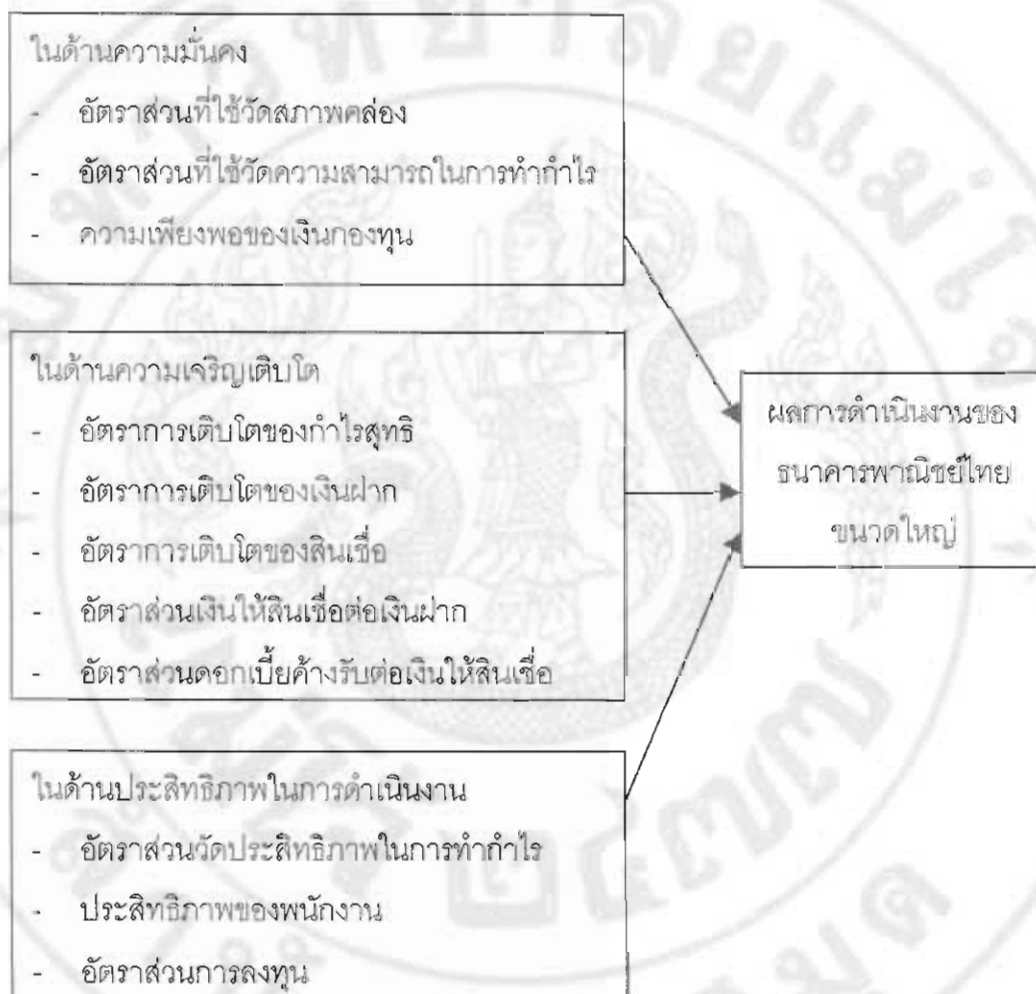 ในด้านความมั่นคง
- อัตราส่วนที่ใช้วัดสภาพคล่อง
- อัตราส่วนที่ใช้วัดความสามารถในการทำกำไร
- ความเพียงพอของเงินกองทุน
ในด้านความเจริญเติบโต
- อัตราการเติบโตของกำไรสุทธิ
- อัตราการเติบโตของเงินฝาก
- อัตราการเติบโตของสินเชื่อ
- อัตราส่วนเงินให้สินเชื่อต่อเงินฝาก
- อัตราส่วนดอกเบี้ยค้างรับต่อเงินให้สินเชื่อ
ในด้านประสิทธิภาพในการดำเนินงาน
- อัตราส่วนวัดประสิทธิภาพในการทำกำไร
- ประสิทธิภาพของพนักงาน
- อัตราส่วนการลงทุน
ผลการดำเนินงานของ
ธนาคารพาณิชย์ไทย
ขนาดใหญ่